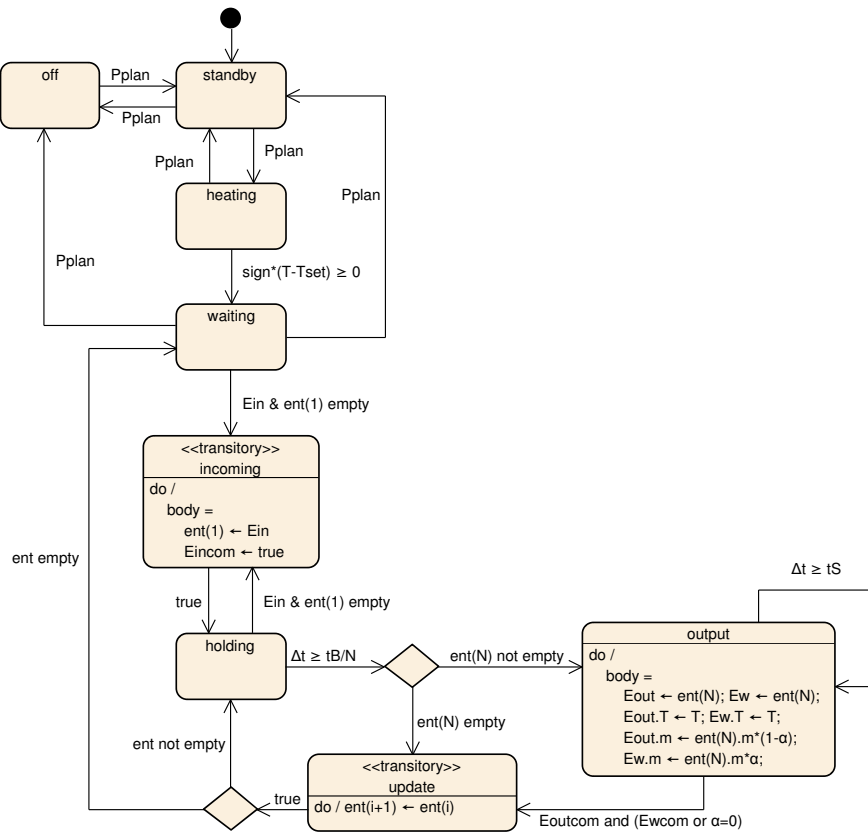 off
Pplan
standby
Pplan
Pplan
Pplan
heating
Pplan
Pplan
sign*(T-Tset) ≥ 0
waiting
Ein & ent(1) empty
<<transitory>>
incoming
do /
body =
ent(1) ← Ein
Eincom ← true
ent empty
true
Ein & ent(1) empty
holding
Δt ≥ tB/N
ent(N) not empty
Δt ≥ tS
output
do /
body =
Eout ← ent(N); Ew ← ent(N);
Eout.T ← T; Ew.T ← T;
Eout.m ← ent(N).m*(1-α);
Ew.m ← ent(N).m*α;
ent(N) empty
ent not empty
<<transitory>>
update
do / ent(i+1) ← ent(i)
true
Eoutcom and (Ewcom or α=0)